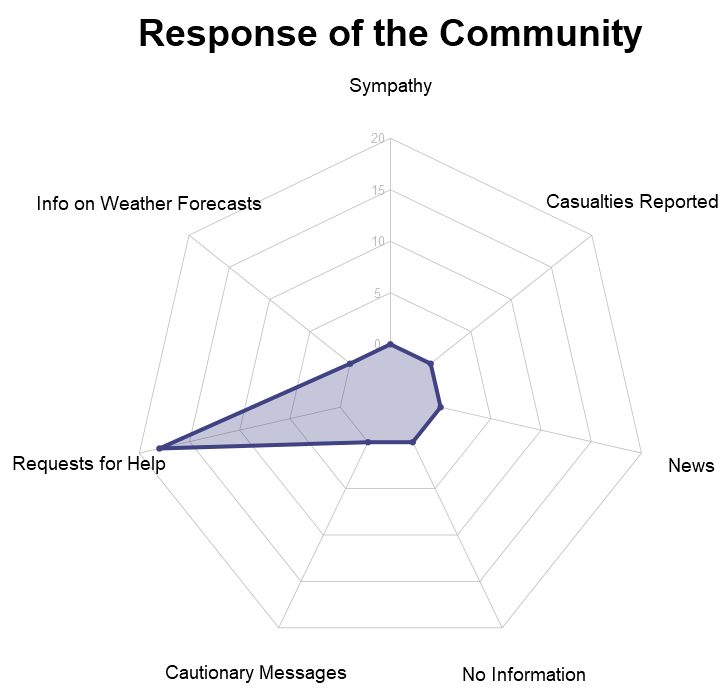 Response of the Community
Sympathy
20
15
10
5
0
Info on Weather Forecasts
Casualties Reported
Requests for Help
News
Cautionary Messages
No Information